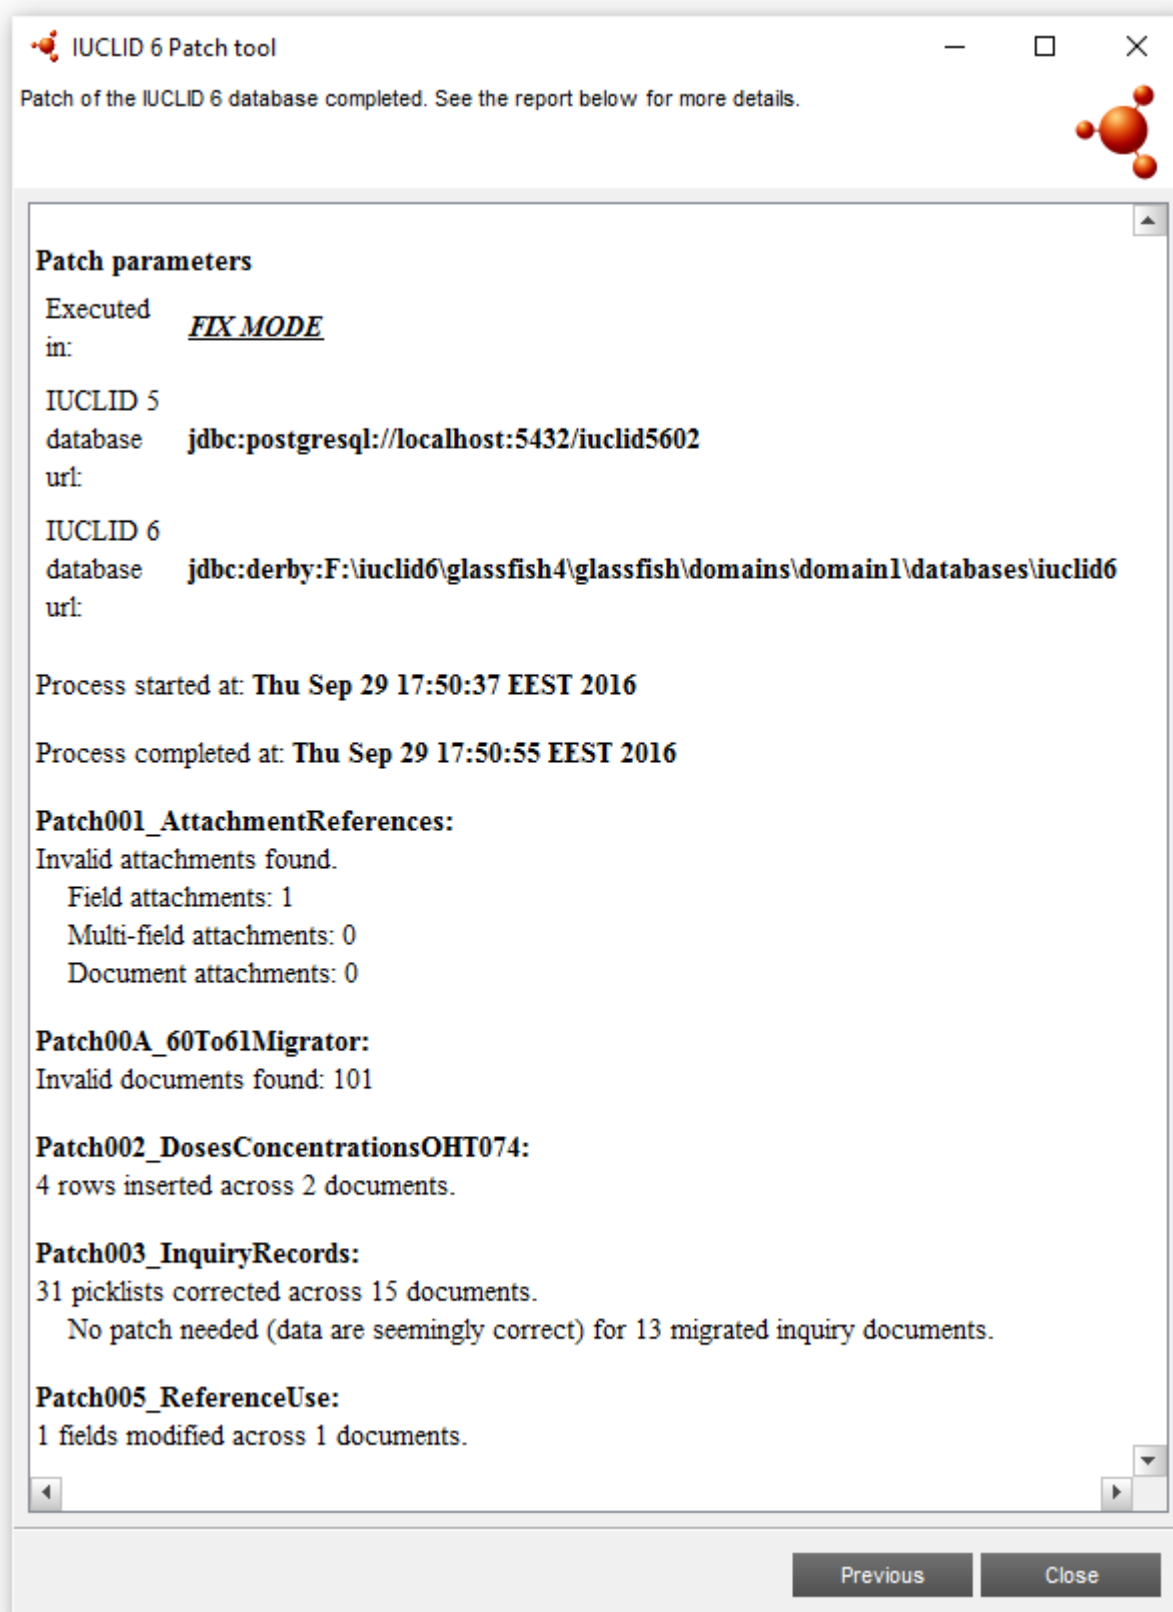 IUCLID 6 Patch tool
Patch of the IUCLID 6 database completed. See the report below for more details.
Patch parameters
Executed
in:
FIX MODE
IUCLID 5
database
url:
jdbc:postgresql://localhost:5432/iuclid5602
IUCLID 6
database
url:
jdbc:derby:F:\iuclid6\glassfish4\glassfish\domains\domain1\databases\iuclid6
Process started at: Thu Sep 29 17:50:37 EEST 2016
Process completed at: Thu Sep 29 17:50:55 EEST 2016
Patch001_AttachmentReferences:
Invalid attachments found.
Field attachments: 1
Multi-field attachments: 0
Document attachments: 0
Patch00A_60To61Migrator:
Invalid documents found: 101
Patch002_DosesConcentrationsOHT074:
4 rows inserted across 2 documents.
Patch003_InquiryRecords:
31 picklists corrected across 15 documents.
No patch needed (data are seemingly correct) for 13 migrated inquiry documents.
Patch005_ReferenceUse:
1 fields modified across 1 documents.
Previous
Close